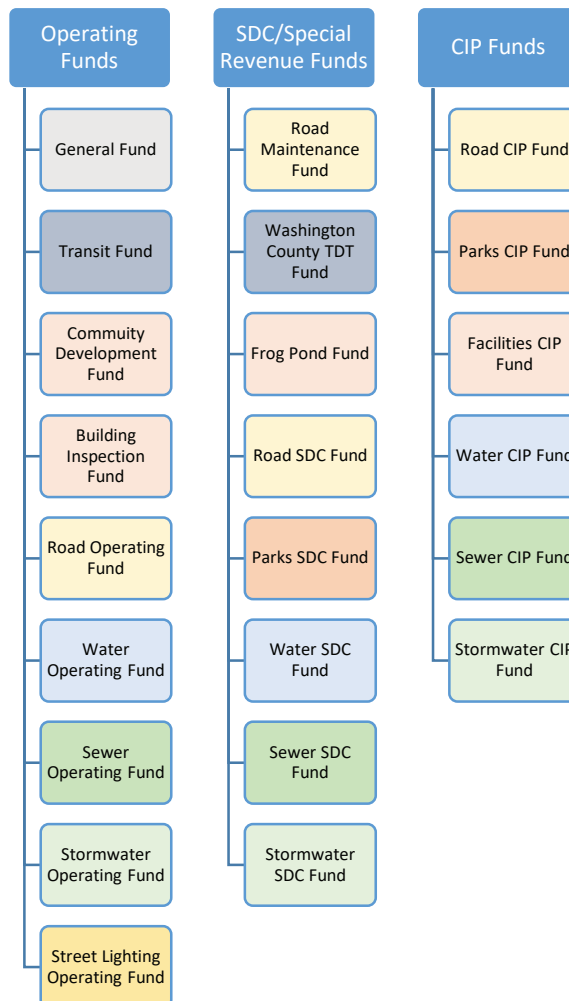 Operating
Funds
General Fund
Transit Fund
Commuity
Development
Fund
Building
Inspection
Fund
Road Operating
Fund
Water
Operating Fund
Sewer
Operating Fund
Stormwater
Operating Fund
Street Lighting
Operating Fund
SDC/Special
Revenue Funds
Road
Maintenance
Fund
Washington
County TDT
Fund
Frog Pond Fund
Road SDC Fund
Parks SDC Fund
Water SDC
Fund
Sewer SDC
Fund
Stormwater
SDC Fund
CIP Funds
Road CIP Fund
Parks CIP Fund
Facilities CIP
Fund
Water CIP Fund
Sewer CIP Fund
Stormwater CIP
Fund